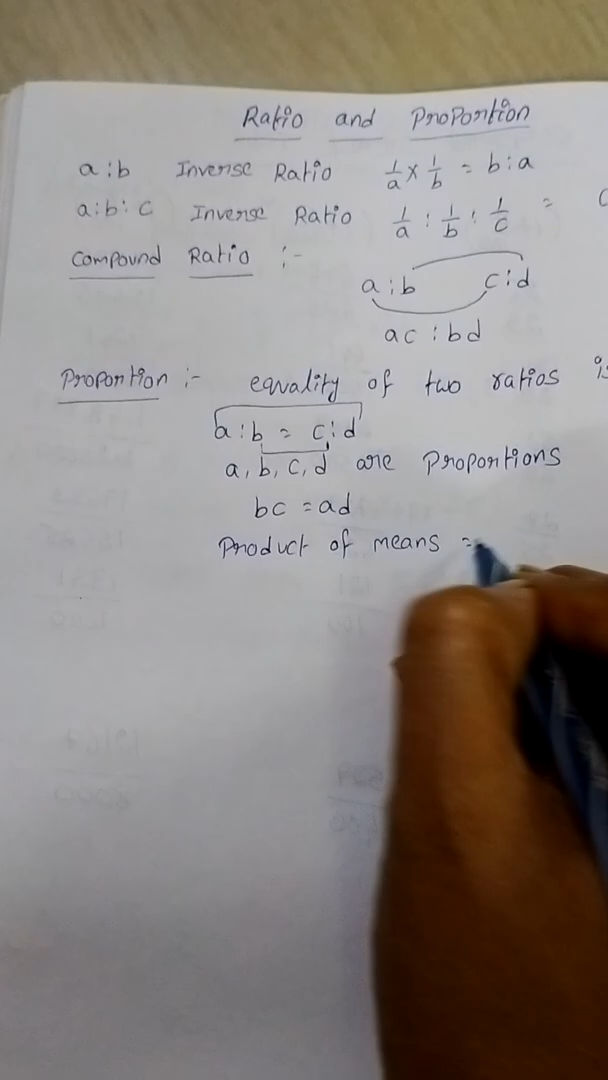 Ratio and Proportion
a:b Inverse Ratio 1/a × 1/b = b:a
a:b:c Inverse Ratio 1/a : 1/b : 1/c =
Compound Ratio :-
a:b c:d
ac : bd
Proportion :- equality of two ratios
a:b = c:d
a, b, c, d are proportions
bc = ad
Product of means =